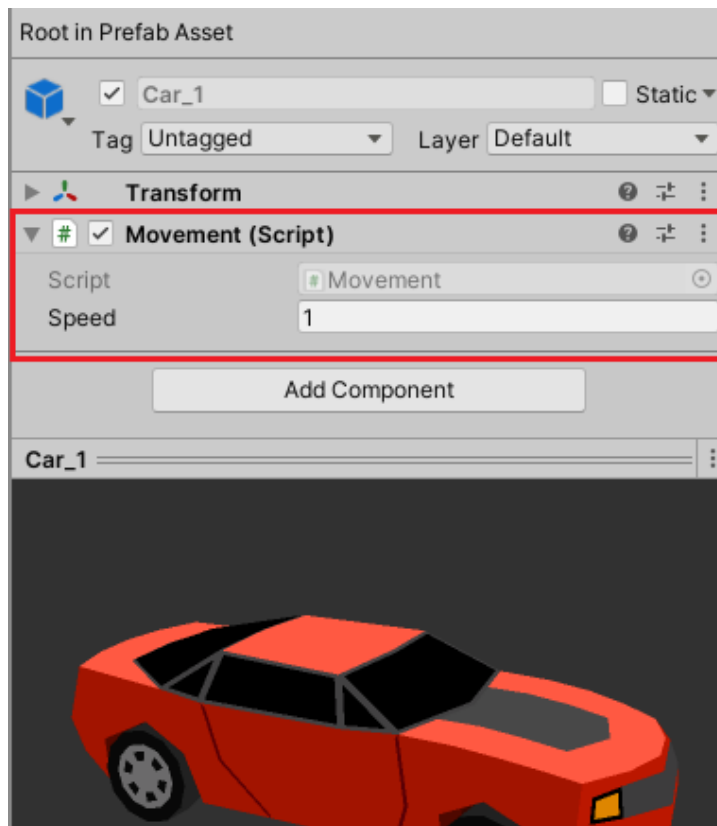 Root in Prefab Asset
Car_1 Static
Tag Untagged Layer Default
Transform
# Movement (Script)
Script # Movement
Speed 1
Add Component
Car_1